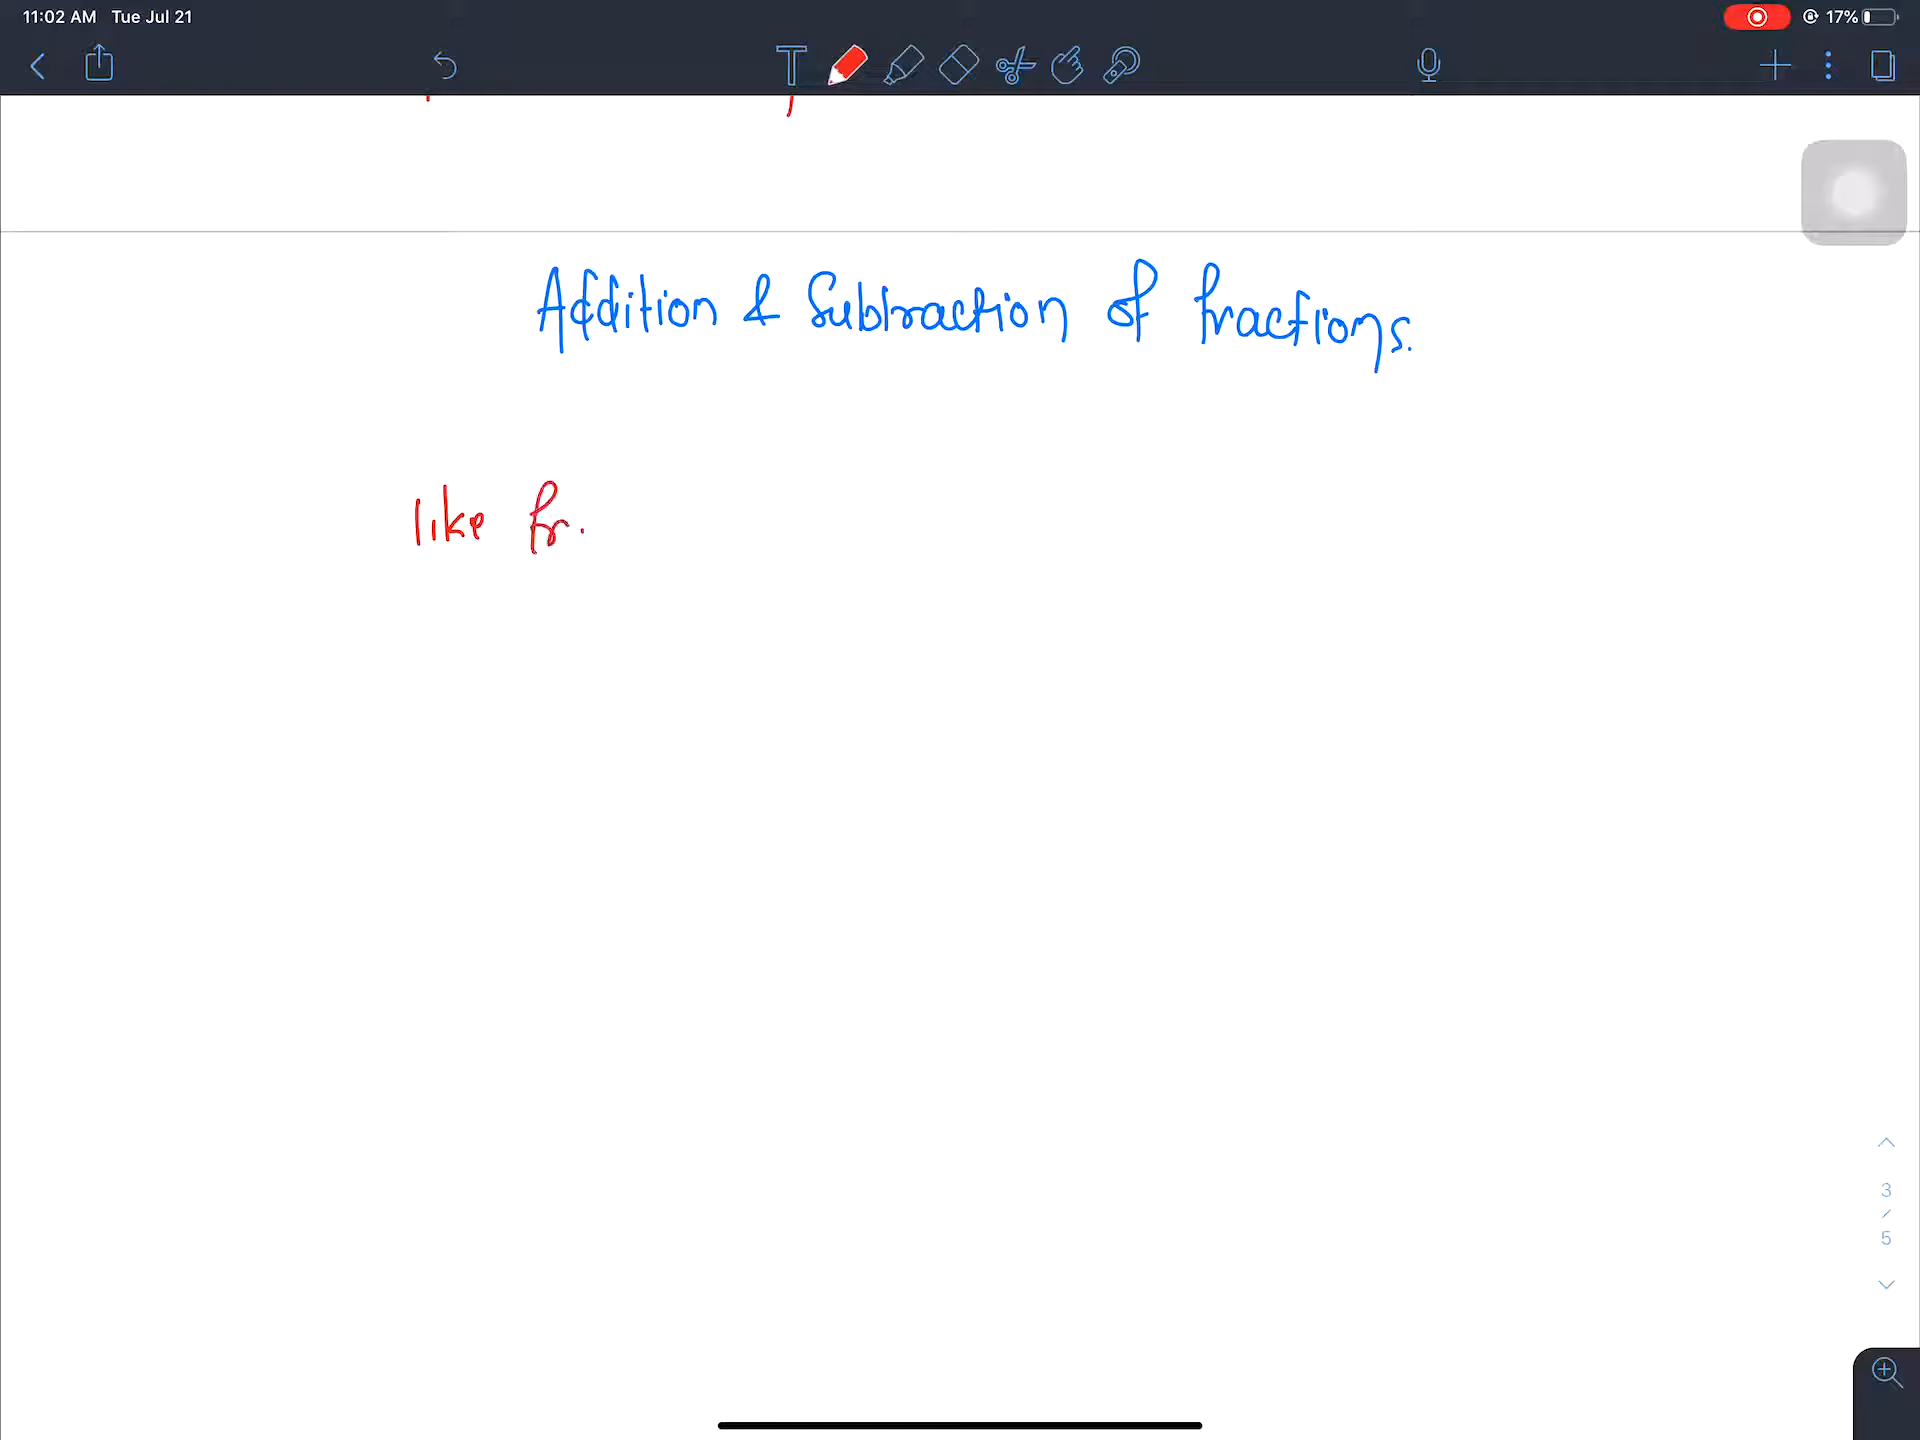 11:02 AM Tue Jul 21
17%
Addition & Subtraction of fractions.
like fr.
3
/
5